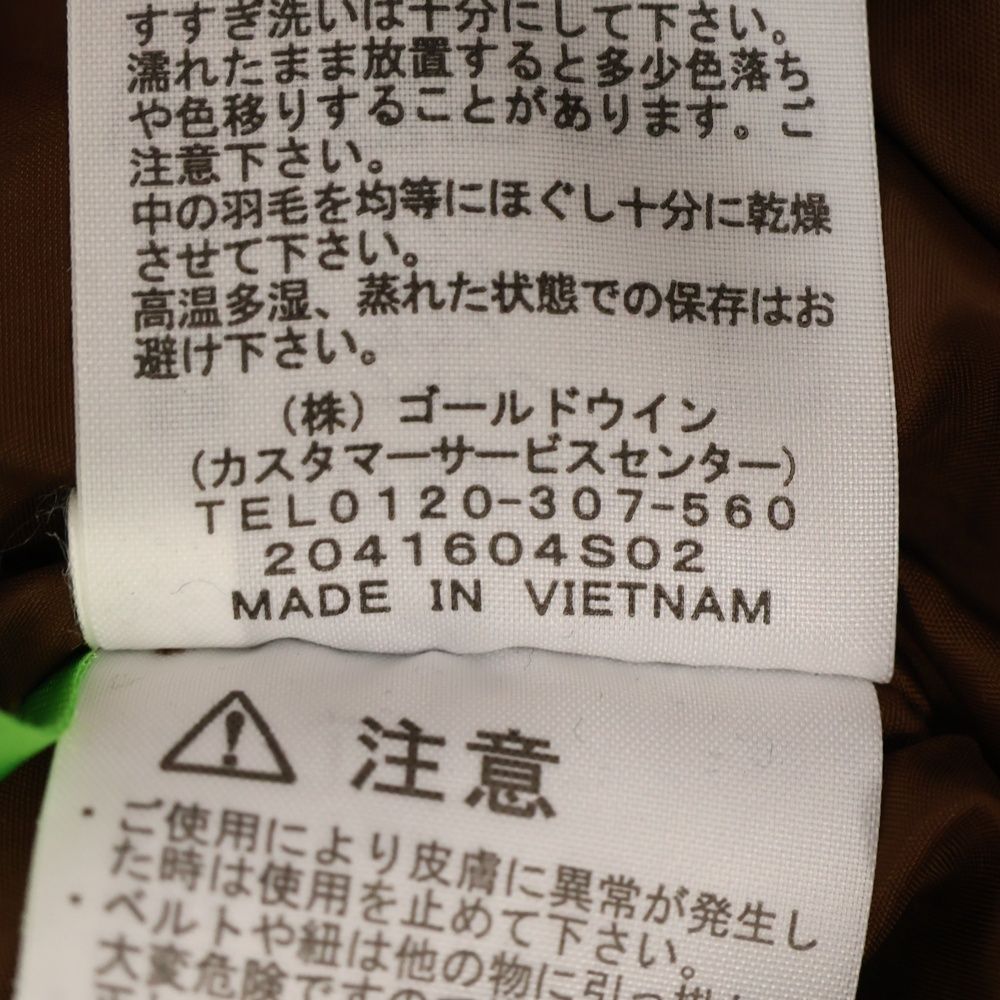 すすぎ洗いは十分にして下さい。
濡れたまま放置すると多少色落ち
や色移りすることがあります。ご
注意下さい。
中の羽毛を均等にほぐし十分に乾燥
させて下さい。
高温多湿、蒸れた状態での保存はお
避け下さい。
(株)ゴールドウイン
(カスタマーサービスセンター)
TEL0120-307-560
2041604S02
MADE IN VIETNAM
注意
・ご使用により皮膚に異常が発生し
た時は使用を止めて下さい。
・ベルトや紐は他の物に引っ掛
大変危険ですの